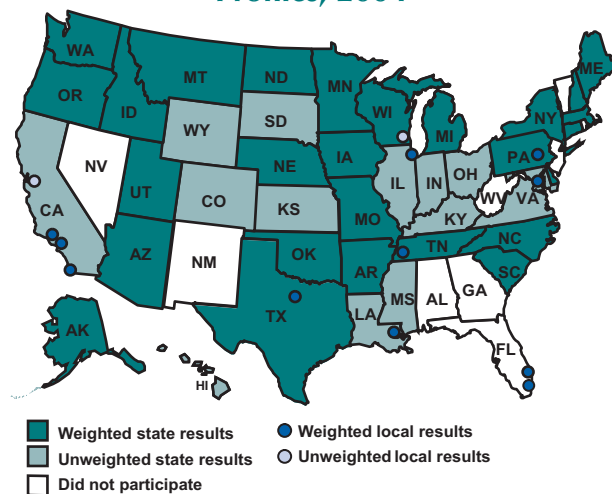 WA
MT
ND
MN
ME
OR
ID
SD
WI
NY
WY
MI
IA
PA
NV
NE
OH
UT
IL
IN
CO
WV
VA
CA
KS
MO
KY
NC
AZ
OK
TN
NM
AR
SC
MS
AL
GA
TX
LA
AK
FL
HI
Weighted state results
Weighted local results
Unweighted state results
Unweighted local results
Did not participate